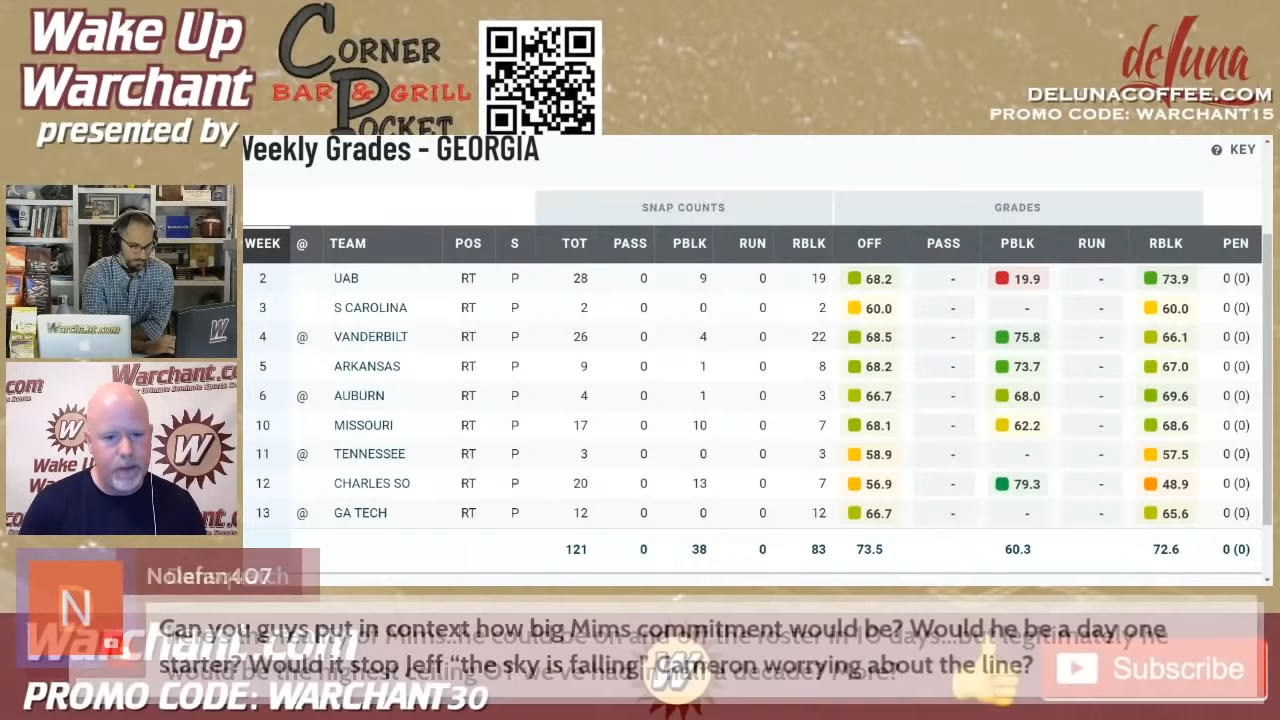 Wake Up
Warchant
presented by
CORNER
BAR & GRILL
POCKET
deluna
DELUNACOFFEE.COM
PROMO CODE: WARCHANT15
Weekly Grades - GEORGIA
KEY
SNAP COUNTS GRADES
WEEK @ TEAM POS S TOT PASS PBLK RUN RBLK OFF PASS PBLK RUN RBLK PEN
2 UAB RT P 28 0 9 0 19 68.2 - 19.9 - 73.9 0 (0)
3 S CAROLINA RT P 2 0 0 0 2 60.0 - - - 60.0 0 (0)
4 @ VANDERBILT RT P 26 0 4 0 22 68.5 - 75.8 - 66.1 0 (0)
5 ARKANSAS RT P 9 0 1 0 8 68.2 - 73.7 - 67.0 0 (0)
6 @ AUBURN RT P 4 0 1 0 3 66.7 - 68.0 - 69.6 0 (0)
10 MISSOURI RT P 17 0 10 0 7 68.1 - 62.2 - 68.6 0 (0)
11 @ TENNESSEE RT P 3 0 0 0 3 58.9 - - - 57.5 0 (0)
12 CHARLES SO RT P 20 0 13 0 7 56.9 - 79.3 - 48.9 0 (0)
13 @ GA TECH RT P 12 0 0 0 12 66.7 - - - 65.6 0 (0)
121 0 38 0 83 73.5 60.3 72.6 0 (0)
Warchant.com
Warchant.c
W
Wake U
N
Nolefan407
Can you guys put in context how big Mims commitment would be? Would he be a day one
starter? Would it stop Jeff "the sky is falling" Cameron worrying about the line?
Warchant.com
PROMO CODE: WARCHANT30
W
Subscribe